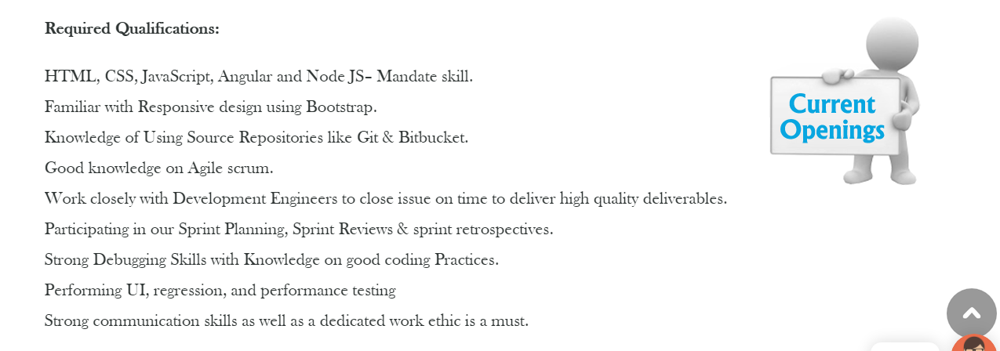 Required Qualifications:
HTML, CSS, JavaScript, Angular and Node JS– Mandate skill.
Familiar with Responsive design using Bootstrap.
Knowledge of Using Source Repositories like Git & Bitbucket.
Good knowledge on Agile scrum.
Work closely with Development Engineers to close issue on time to deliver high quality deliverables.
Participating in our Sprint Planning, Sprint Reviews & sprint retrospectives.
Strong Debugging Skills with Knowledge on good coding Practices.
Performing UI, regression, and performance testing
Strong communication skills as well as a dedicated work ethic is a must.
Current
Openings